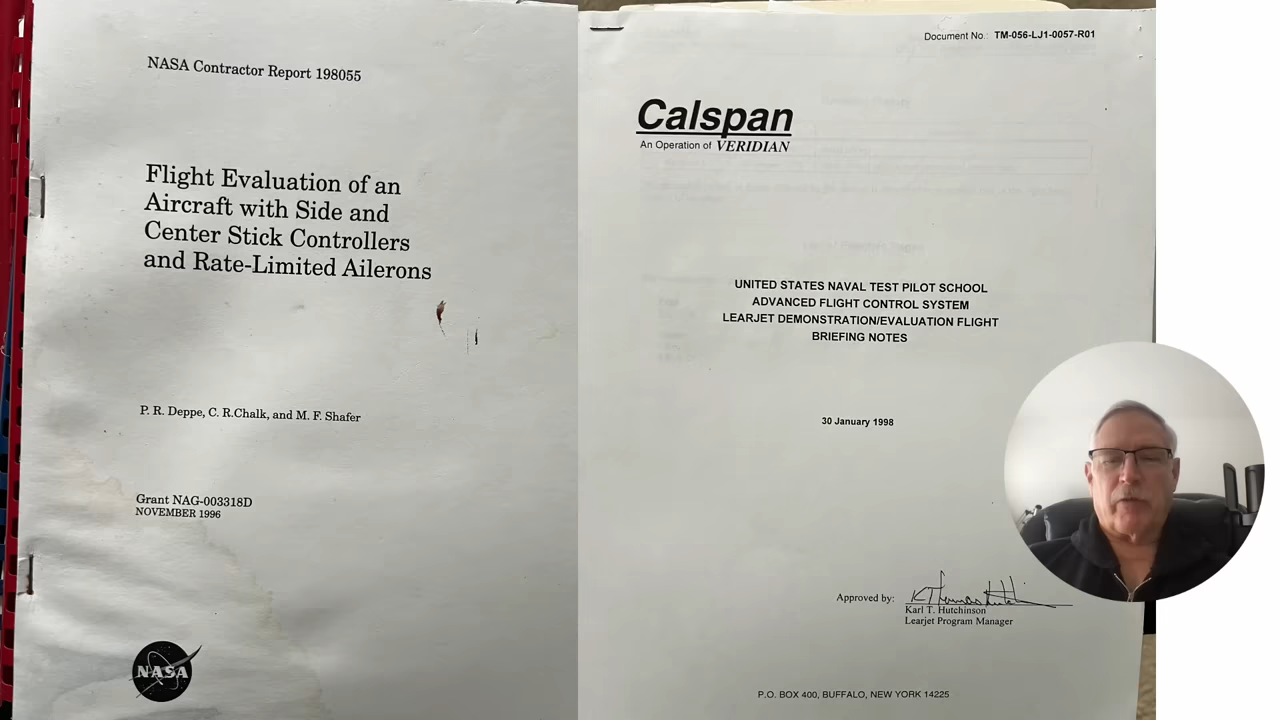 NASA Contractor Report 198055
Flight Evaluation of an
Aircraft with Side and
Center Stick Controllers
and Rate-Limited Ailerons
P. R. Deppe, C. R.Chalk, and M. F. Shafer
Grant NAG-003318D
NOVEMBER 1996
NASA
Document No.: TM-056-LJ1-0057-R01
Calspan
An Operation of VERIDIAN
UNITED STATES NAVAL TEST PILOT SCHOOL
ADVANCED FLIGHT CONTROL SYSTEM
LEARJET DEMONSTRATION/EVALUATION FLIGHT
BRIEFING NOTES
30 January 1998
Approved by:
Karl T. Hutchinson
Learjet Program Manager
P.O. BOX 400, BUFFALO, NEW YORK 14225